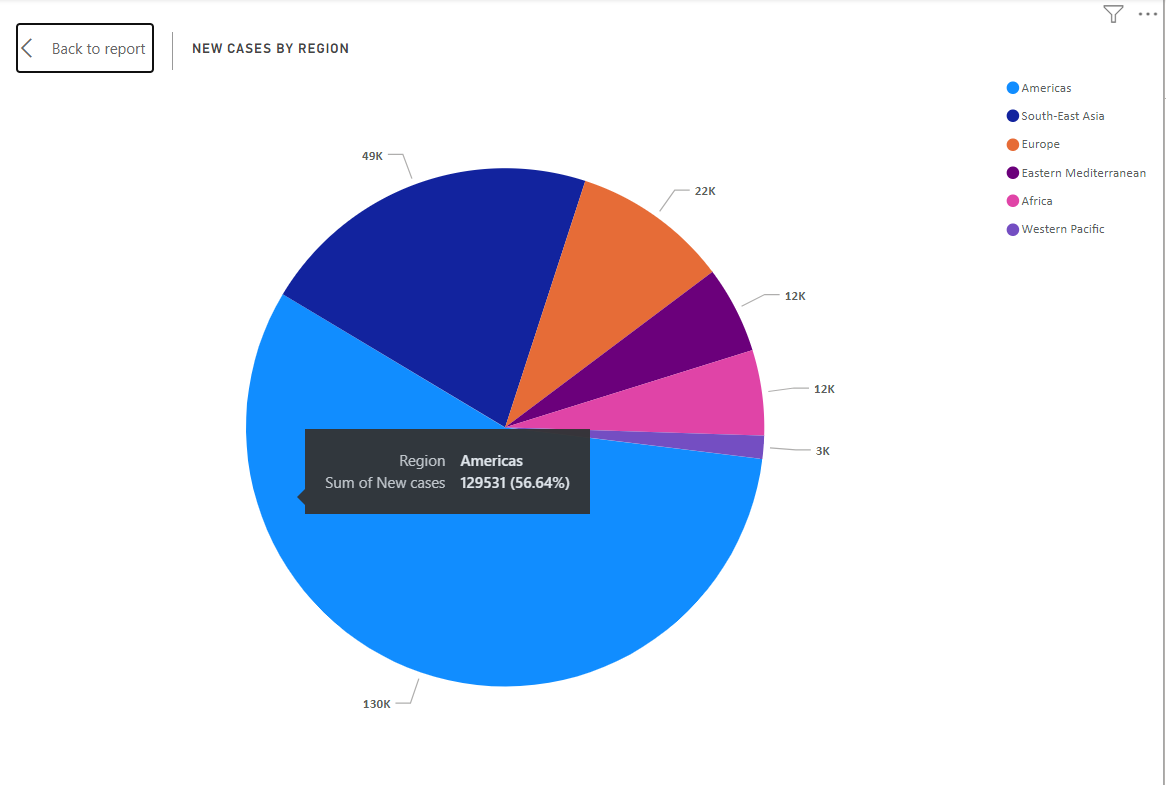 Back to report
NEW CASES BY REGION
Americas
South-East Asia
Europe
Eastern Mediterranean
Africa
Western Pacific
49K
22K
12K
12K
3K
Region Americas
Sum of New cases 129531 (56.64%)
130K